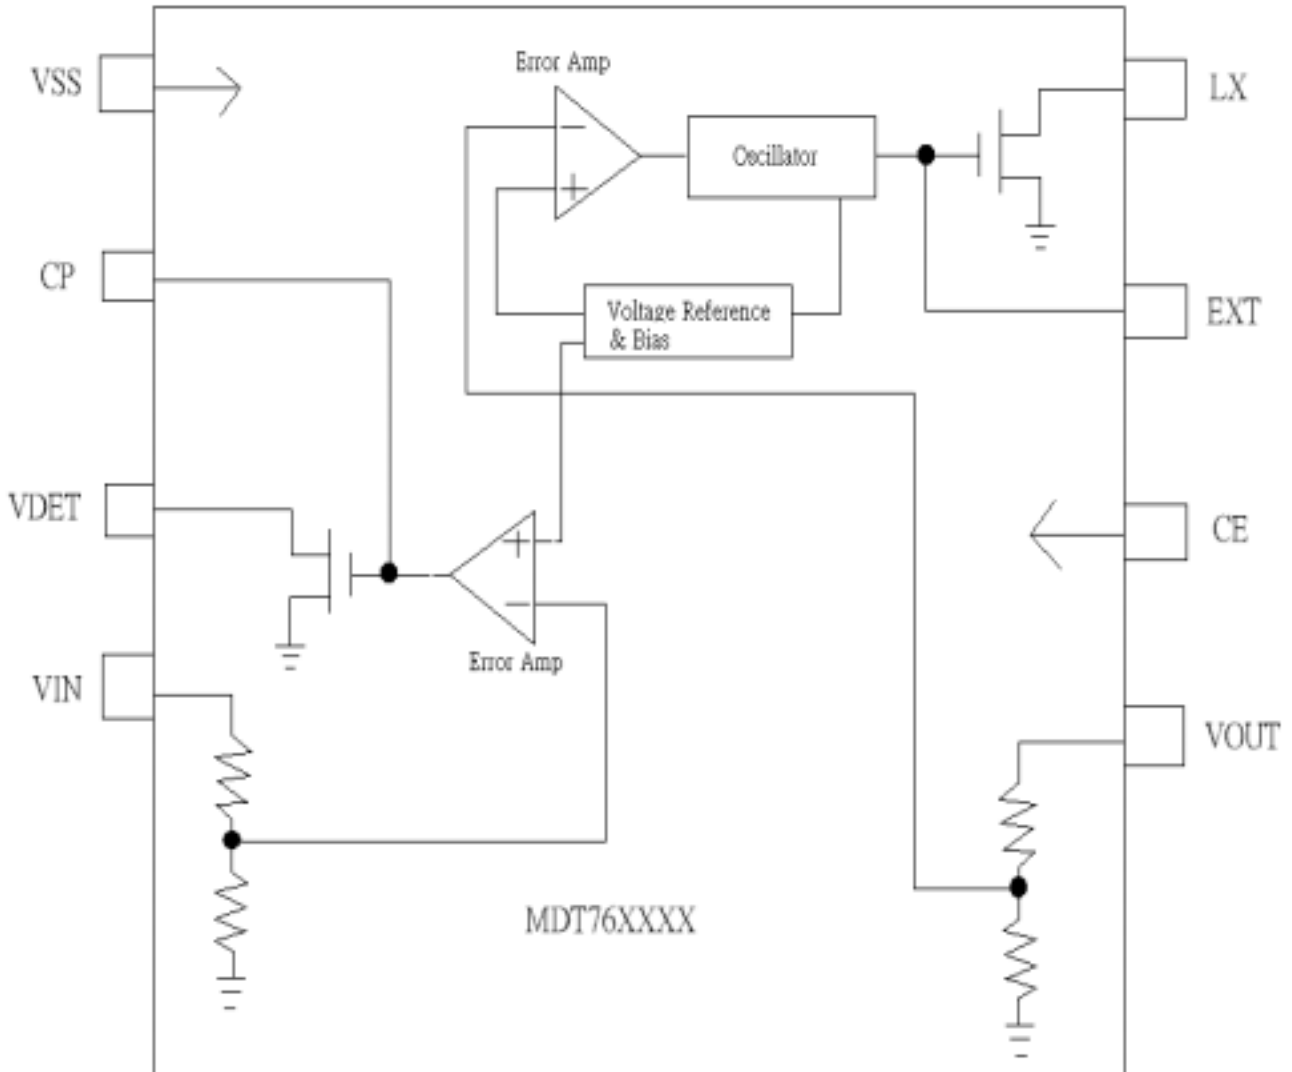 Error Amp
VSS
LX
Oscillator
CP
Voltage Reference
& Bias
EXT
VDET
CE
Error Amp
VIN
VOUT
MDT76XXXX